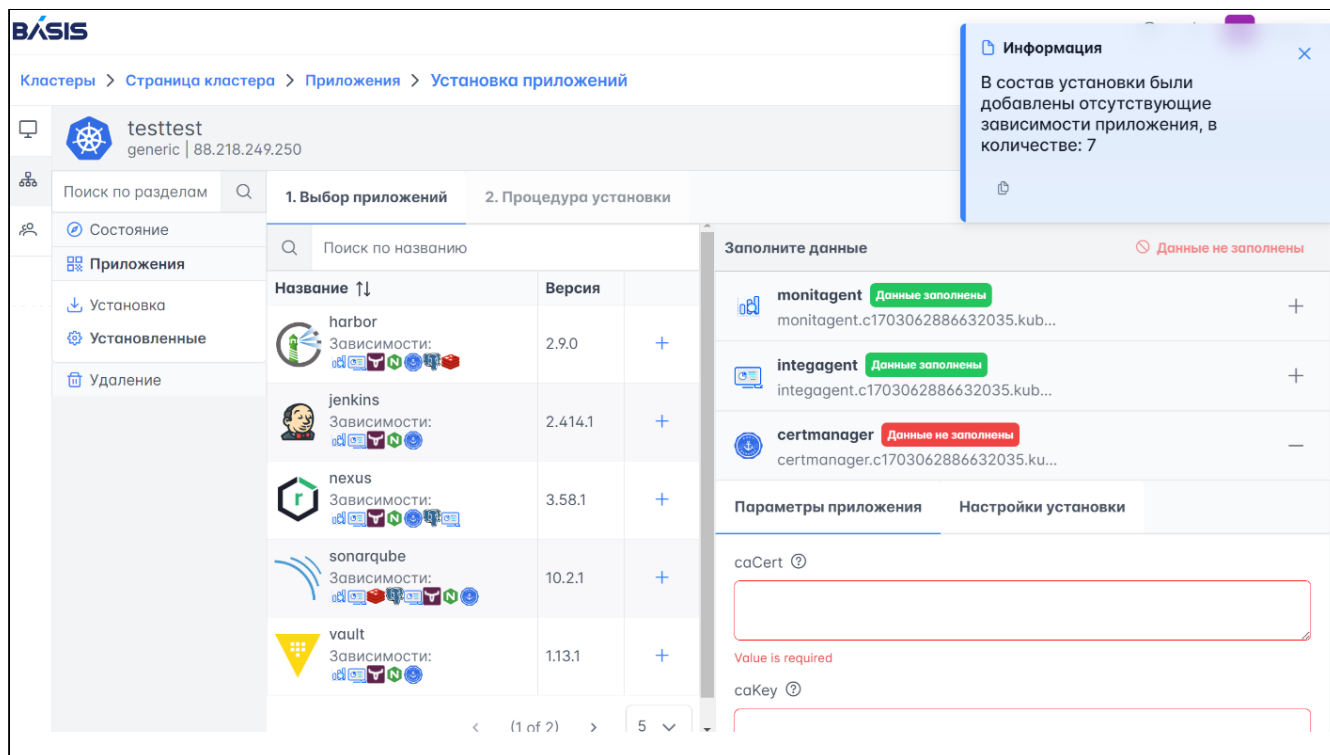 BASIS
Кластеры > Страница кластера > Приложения > Установка приложений
Информация
В состав установки были
добавлены отсутствующие
зависимости приложения, в
количестве: 7
testtest
generic | 88.218.249.250
Поиск по разделам
Состояние
Приложения
Установка
Установленные
Удаление
1. Выбор приложений
2. Процедура установки
Поиск по названию
Название
Версия
harbor
Зависимости:
2.9.0
jenkins
Зависимости:
2.414.1
nexus
Зависимости:
3.58.1
sonarqube
Зависимости:
10.2.1
vault
Зависимости:
1.13.1
(1 of 2)
5
Заполните данные
Данные не заполнены
monitagent Данные заполнены
monitagent.c1703062886632035.kub...
integagent Данные заполнены
integagent.c1703062886632035.kub...
certmanager Данные не заполнены
certmanager.c1703062886632035.ku...
Параметры приложения
Настройки установки
caCert
Value is required
caKey